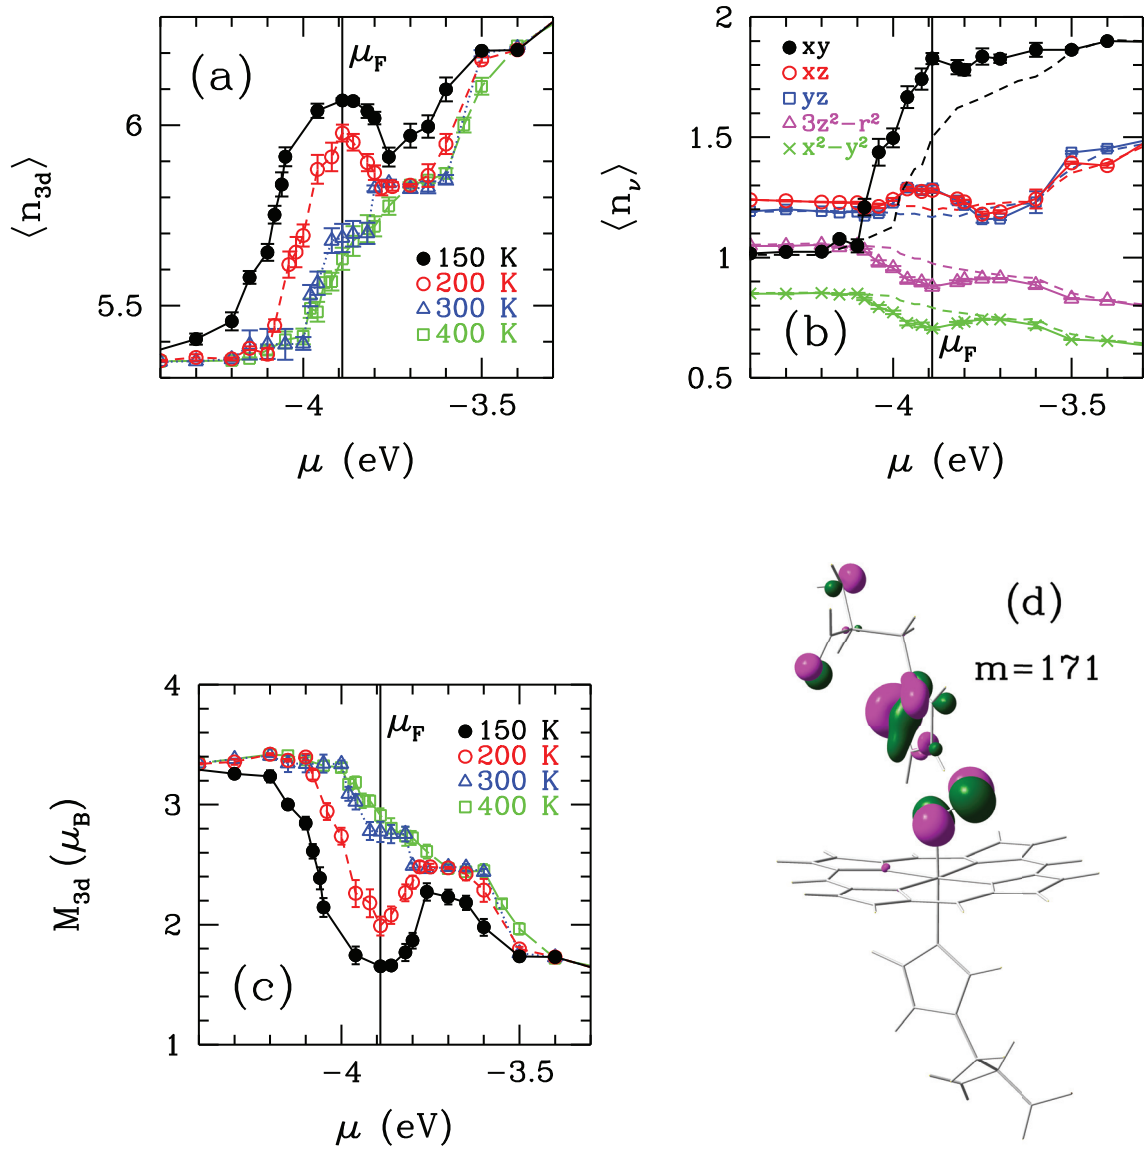 (a)
μF
6
5.5
⟨n3d⟩
150 K
200 K
300 K
400 K
−4
−3.5
μ (eV)
2
1.5
1
0.5
⟨nν⟩
xy
xz
yz
3z²−r²
x²−y²
(b)
μF
−4
−3.5
μ (eV)
4
3
2
1
M3d (μB)
μF
150 K
200 K
300 K
400 K
(c)
−4
−3.5
μ (eV)
(d)
m=171